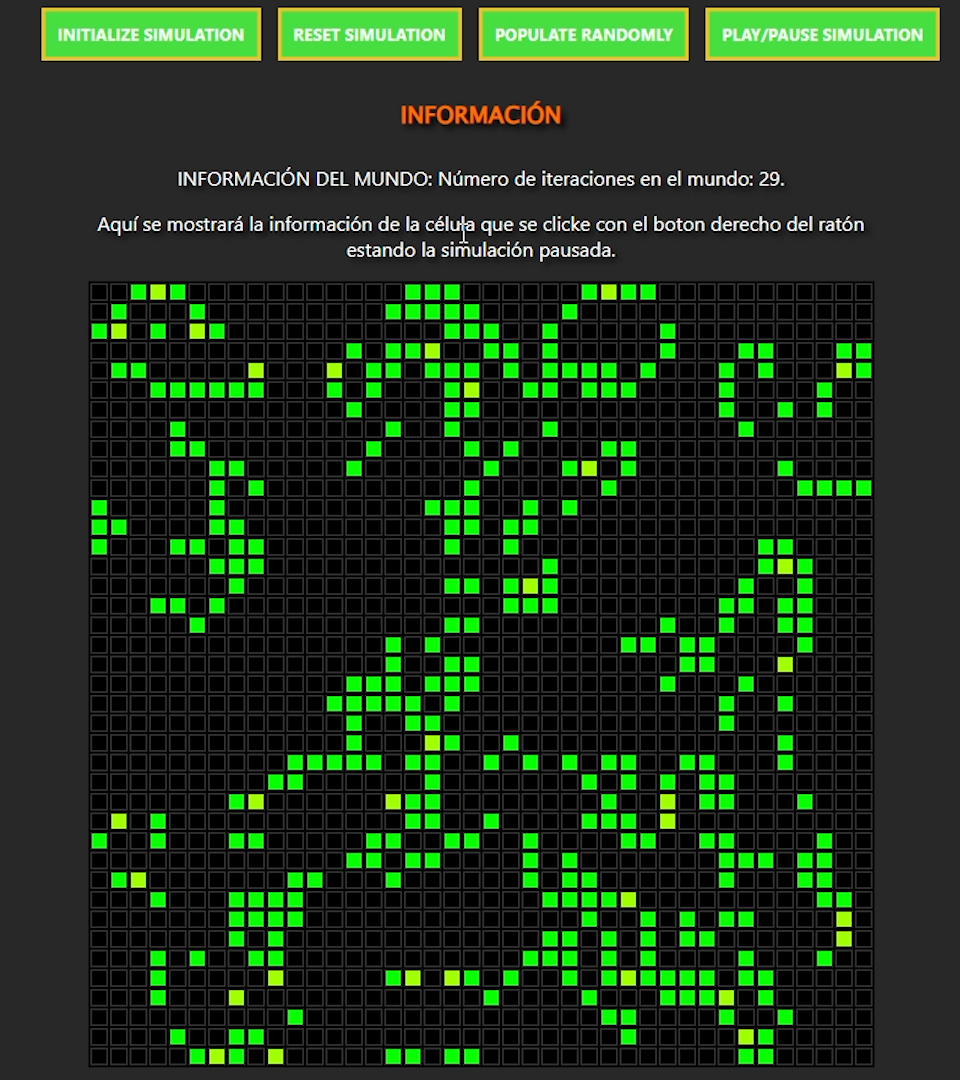 INITIALIZE SIMULATION
RESET SIMULATION
POPULATE RANDOMLY
PLAY/PAUSE SIMULATION
INFORMACIÓN
INFORMACIÓN DEL MUNDO: Número de iteraciones en el mundo: 29.
Aquí se mostrará la información de la célula que se clicke con el boton derecho del ratón
estando la simulación pausada.